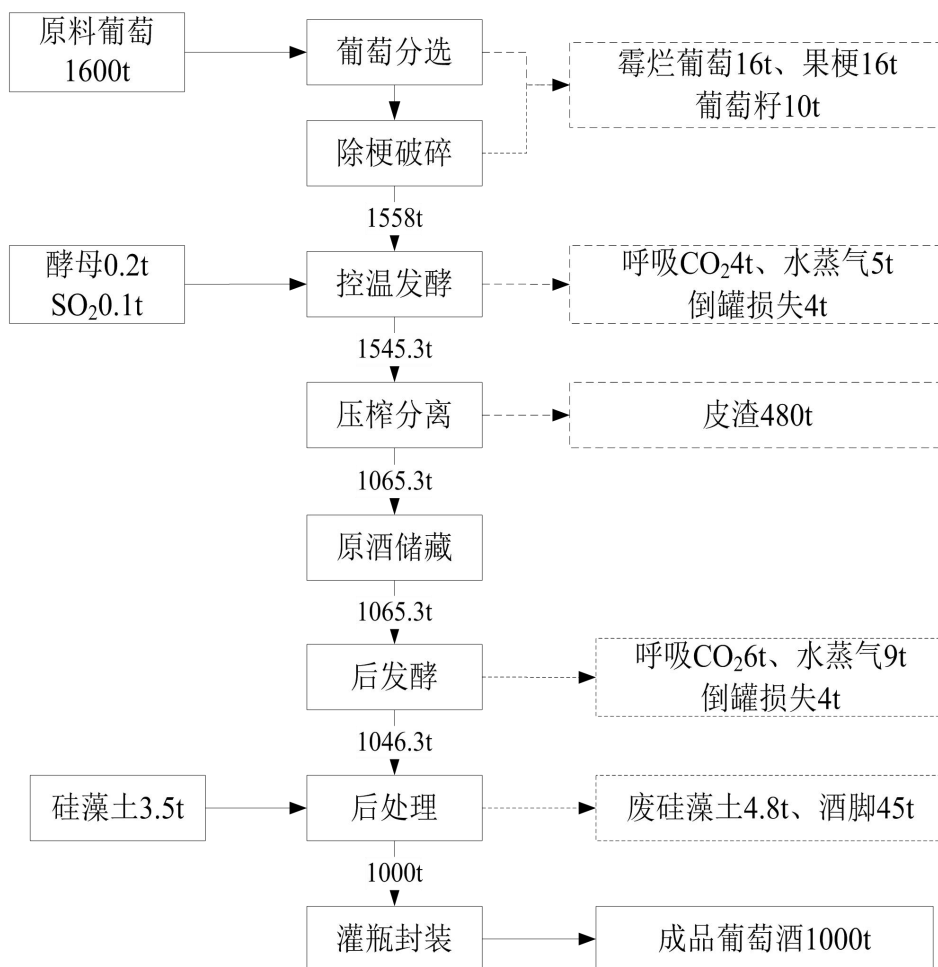 原料葡萄
1600t
葡萄分选
霉烂葡萄16t、果梗16t
葡萄籽10t
除梗破碎
1558t
酵母0.2t
SO₂0.1t
控温发酵
呼吸CO₂4t、水蒸气5t
倒罐损失4t
1545.3t
压榨分离
皮渣480t
1065.3t
原酒储藏
1065.3t
后发酵
呼吸CO₂6t、水蒸气9t
倒罐损失4t
1046.3t
硅藻土3.5t
后处理
废硅藻土4.8t、酒脚45t
1000t
灌瓶封装
成品葡萄酒1000t